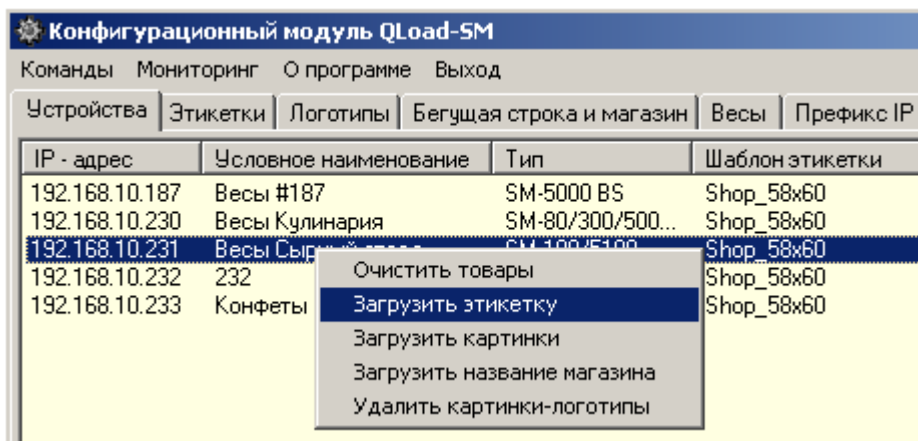 Конфигурационный модуль QLoad-SM
Команды Мониторинг О программе Выход
Устройства Этикетки Логотипы Бегущая строка и магазин Весы Префикс IP
IP - адрес Условное наименование Тип Шаблон этикетки
192.168.10.187 Весы #187 SM-5000 BS Shop_58x60
192.168.10.230 Весы Кулинария SM-80/300/500... Shop_58x60
192.168.10.231 Весы Shop_58x60
192.168.10.232 232 Shop_58x60
192.168.10.233 Конфеты Shop_58x60
Очистить товары
Загрузить этикетку
Загрузить картинки
Загрузить название магазина
Удалить картинки-логотипы